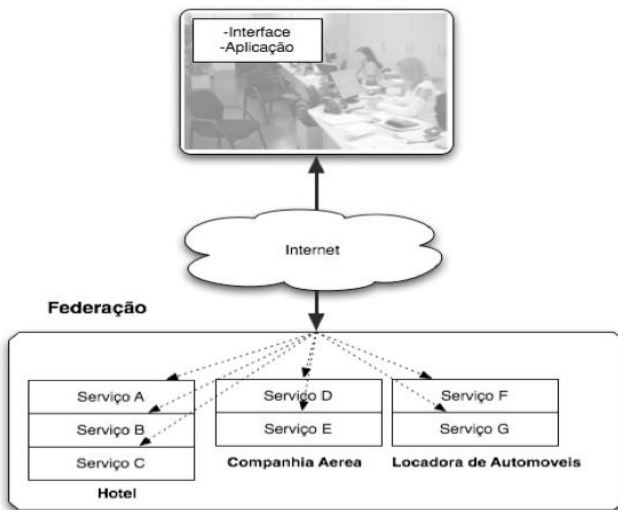 -Interface
-Aplicação
Internet
Federação
Serviço A
Serviço B
Serviço C
Hotel
Serviço D
Serviço E
Companhia Aerea
Serviço F
Serviço G
Locadora de Automoveis